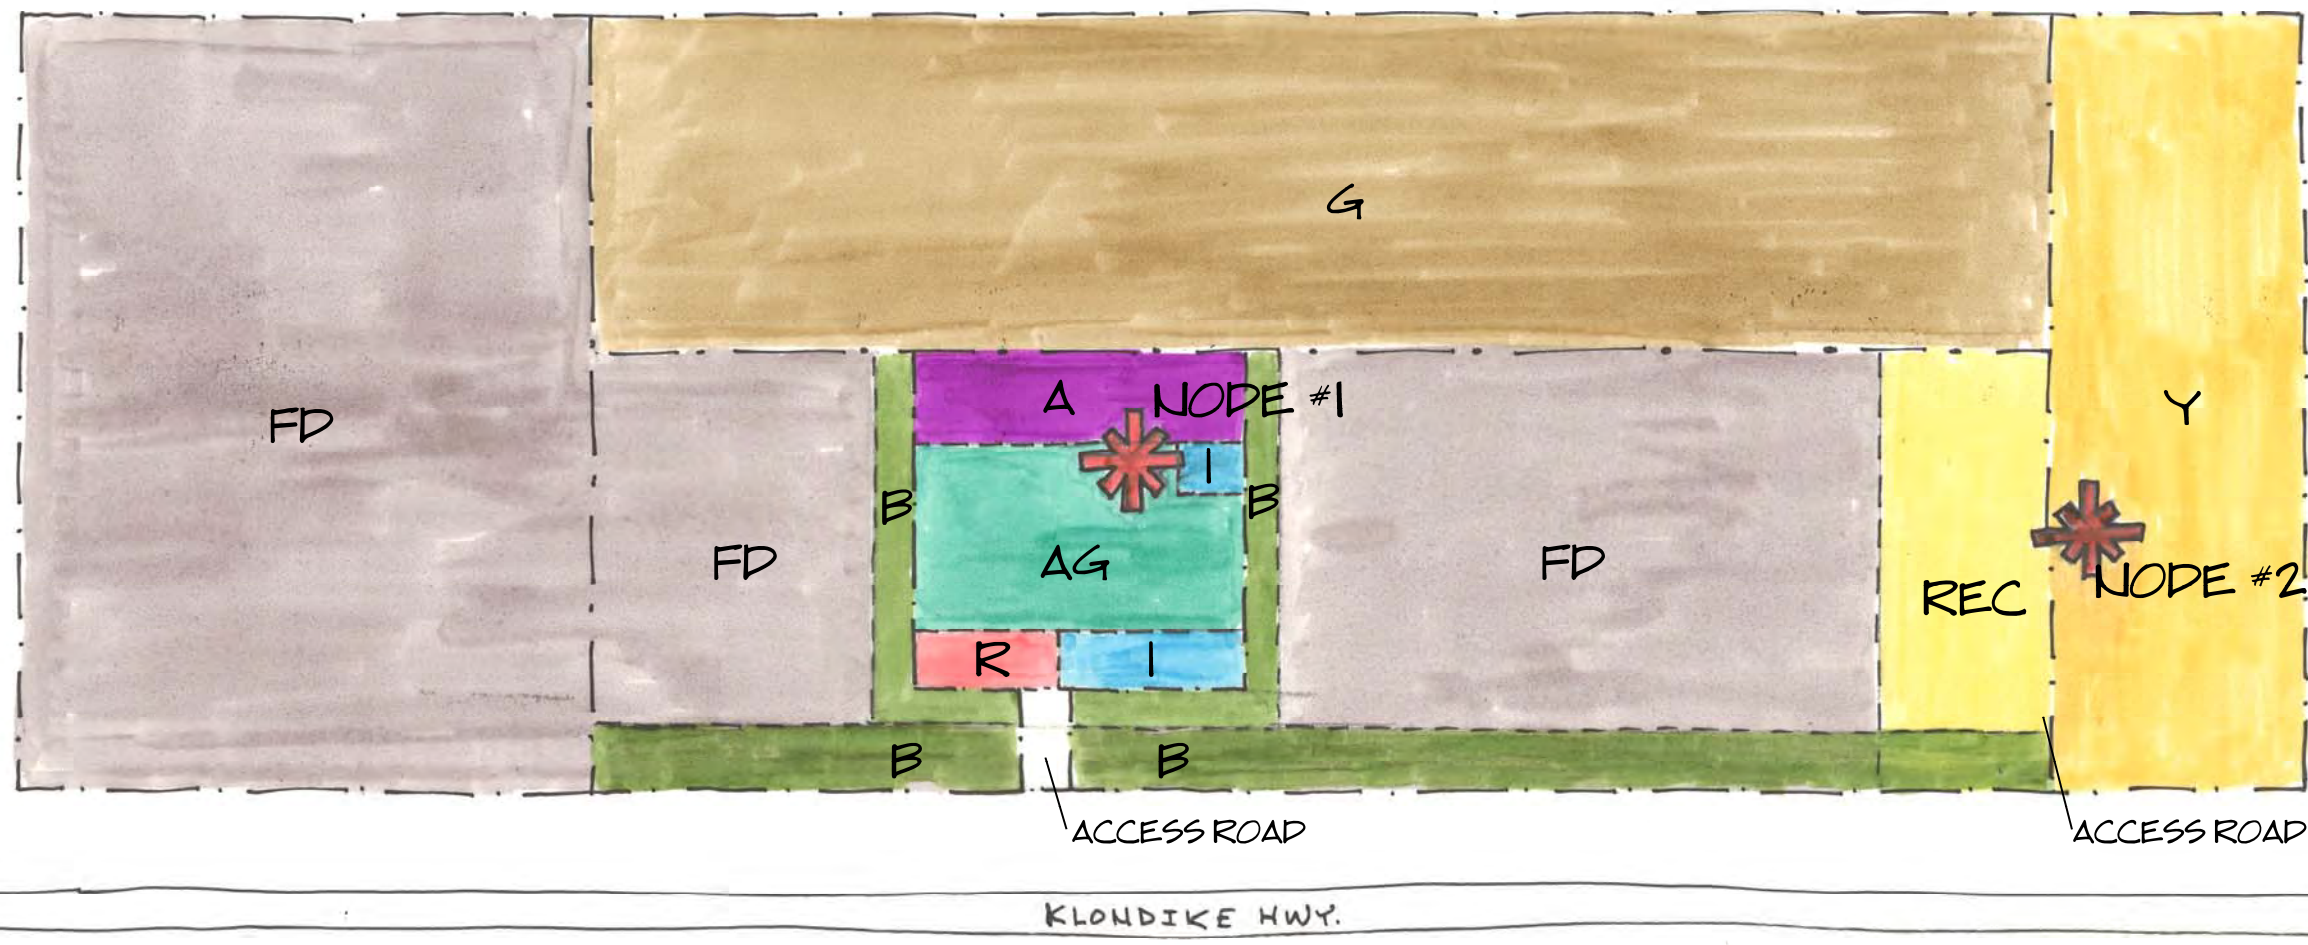 G
A NODE #1
Y
FD
I
B
B
FD
AG
FD
NODE #2
REC
R
I
B
B
ACCESS ROAD
ACCESS ROAD
KLONDIKE HWY.